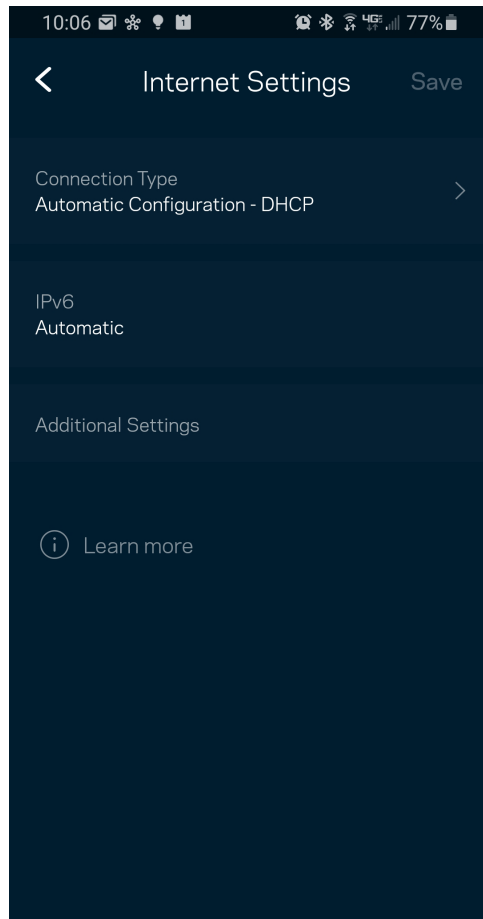 10:06 77%
Internet Settings Save
Connection Type
Automatic Configuration - DHCP
IPv6
Automatic
Additional Settings
Learn more